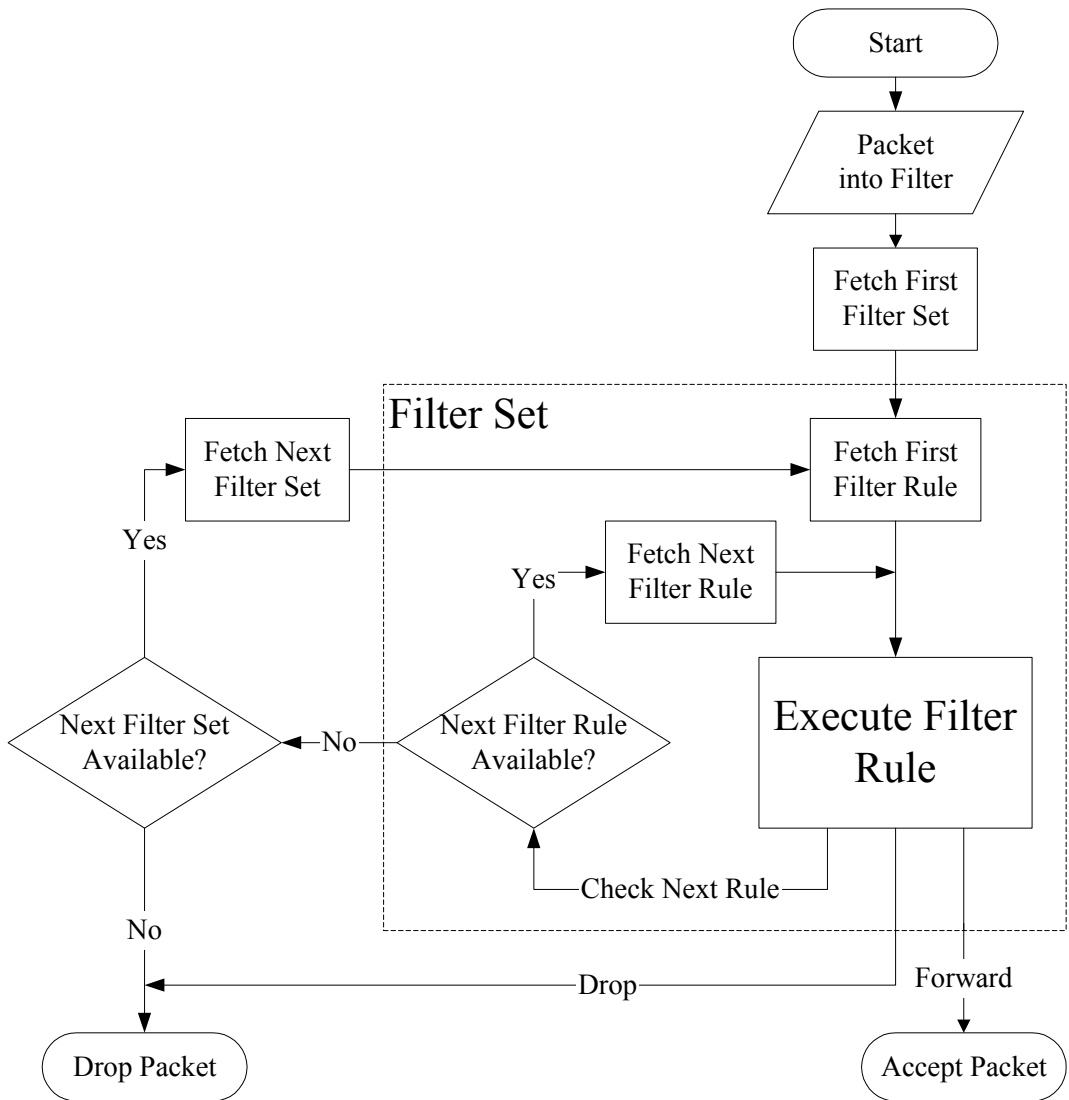 Start
Packet
into Filter
Fetch First
Filter Set
Filter Set
Fetch Next
Filter Set
Fetch First
Filter Rule
Yes
Fetch Next
Filter Rule
Yes
Next Filter Set
Available?
No
Next Filter Rule
Available?
Execute Filter
Rule
Check Next Rule
No
Drop
Forward
Drop Packet
Accept Packet